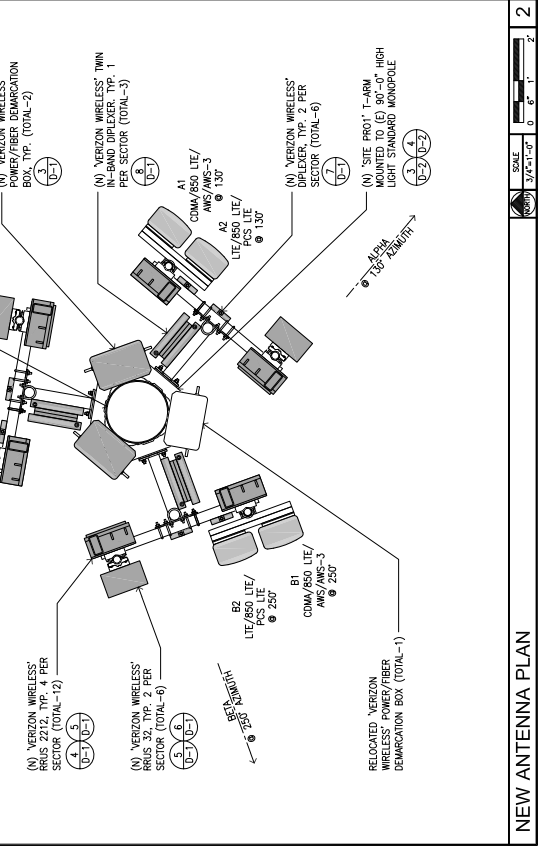 (N) 'VERIZON WIRELESS'
POWER/FIBER DEMARCATION
BOX, TYP. (TOTAL-2)
3
D-1
(N) 'VERIZON WIRELESS' TWIN
IN-BAND DIPLEXER, TYP. 1
PER SECTOR (TOTAL-3)
8
D-1
A1
CDMA/850 LTE/
AWS/AWS-3
@ 130°
A2
LTE/850 LTE/
PCS LTE
@ 130°
(N) 'VERIZON WIRELESS'
DIPLEXER, TYP. 2 PER
SECTOR (TOTAL-6)
7
D-1
(N) 'SITE PRO1' T-ARM
MOUNTED TO (E) 90'-0" HIGH
LIGHT STANDARD MONOPOLE
3 4
D-2 D-2
ALPHA
@ 130° AZIMUTH
(N) 'VERIZON WIRELESS'
RRUS 2212, TYP. 4 PER
SECTOR (TOTAL-12)
4 5
D-1 D-1
(N) 'VERIZON WIRELESS'
RRUS 32, TYP. 2 PER
SECTOR (TOTAL-6)
5 6
D-1 D-1
B2
LTE/850 LTE/
PCS LTE
@ 250°
B1
CDMA/850 LTE/
AWS/AWS-3
@ 250°
BETA
@ 250° AZIMUTH
RELOCATED 'VERIZON
WIRELESS' POWER/FIBER
DEMARCATION BOX (TOTAL-1)
NEW ANTENNA PLAN
NORTH
SCALE
3/4"=1'-0"
0 6" 1' 2'
2